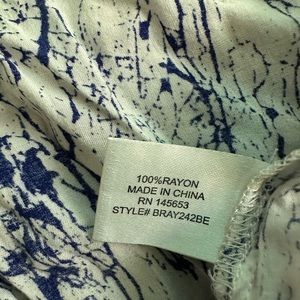 100%RAYON
MADE IN CHINA
RN 145653
STYLE# BRAY242BE